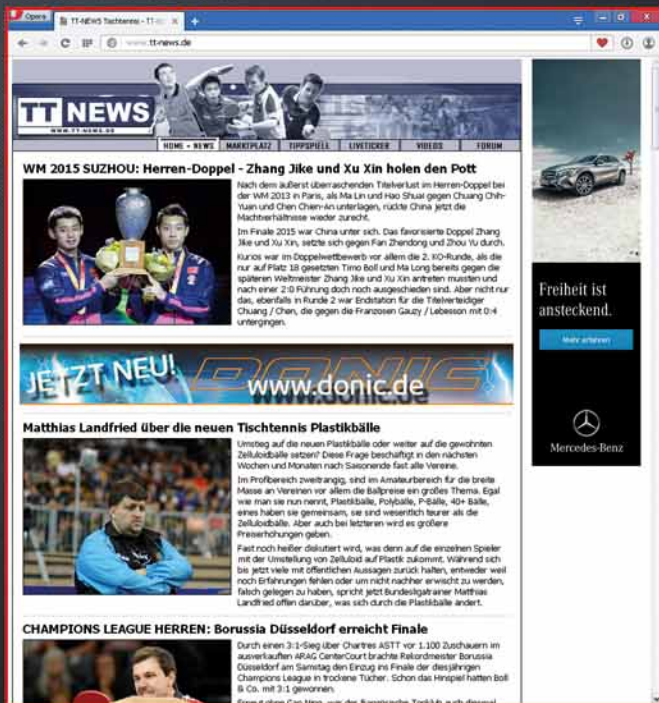 Opera
TT-NEWS Tischtennis - TT-
www.tt-news.de
TT NEWS
WWW.TT-NEWS.DE
HOME + NEWS MARKTPLATZ TIPPSPIELE LIVETICKER VIDEOS FORUM
WM 2015 SUZHOU: Herren-Doppel - Zhang Jike und Xu Xin holen den Pott
Nach dem äußerst überraschenden Titelverlust im Herren-Doppel bei
der WM 2013 in Paris, als Ma Lin und Hao Shuai gegen Chuang Chih-
Yuan und Chen Chien-An unterlagen, rückte China jetzt die
Machtverhältnisse wieder zurecht.
Im Finale 2015 war China unter sich. Das favorisierte Doppel Zhang
Jike und Xu Xin, setzte sich gegen Fan Zhendong und Zhou Yu durch.
Kurios war im Doppelwettbewerb vor allem die 2. KO-Runde, als die
nur auf Platz 18 gesetzten Timo Boll und Ma Long bereits gegen die
späteren Weltmeister Zhang Jike und Xu Xin antreten mussten und
nach einer 2:0 Führung doch noch ausgeschieden sind. Aber nicht nur
das, ebenfalls in Runde 2 war Endstation für die Titelverteidiger
Chuang / Chen, die gegen die Franzosen Gauzy / Lebesson mit 0:4
untergingen.
JETZT NEU! DONIC
www.donic.de
Matthias Landfried über die neuen Tischtennis Plastikbälle
Umstieg auf die neuen Plastikbälle oder weiter auf die gewohnten
Zelluloidbälle setzen? Diese Frage beschäftigt in den nächsten
Wochen und Monaten nach Saisonende fast alle Vereine.
Im Profibereich zweitrangig, sind im Amateurbereich für die breite
Masse an Vereinen vor allem die Ballpreise ein großes Thema. Egal
wie man sie nun nennt, Plastikbälle, Polybälle, P-Bälle, 40+ Bälle,
eines haben sie gemeinsam, sie sind wesentlich teurer als die
Zelluloidbälle. Aber auch bei letzteren wird es größere
Preiserhöhungen geben.
Fast noch heißer diskutiert wird, was denn auf die einzelnen Spieler
mit der Umstellung von Zelluloid auf Plastik zukommt. Während sich
bis jetzt viele mit öffentlichen Aussagen zurück halten, entweder weil
noch Erfahrungen fehlen oder um nicht nachher erwischt zu werden,
falsch gelegen zu haben, spricht jetzt Bundesligatrainer Matthias
Landfried offen darüber, was sich durch die Plastikbälle ändert.
CHAMPIONS LEAGUE HERREN: Borussia Düsseldorf erreicht Finale
Durch einen 3:1-Sieg über Chartres ASTT vor 1.100 Zuschauern im
ausverkauften ARAG CenterCourt brachte Rekordmeister Borussia
Düsseldorf am Samstag den Einzug ins Finale der diesjährigen
Champions League in trockene Tücher. Schon das Hinspiel hatten Boll
& Co. mit 3:1 gewonnen.
Freiheit ist
ansteckend.
Mehr erfahren
Mercedes-Benz